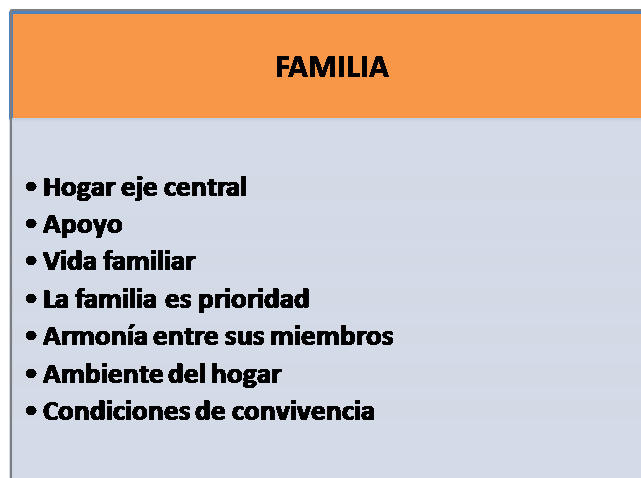 FAMILIA
• Hogar eje central
• Apoyo
• Vida familiar
• La familia es prioridad
• Armonía entre sus miembros
• Ambiente del hogar
• Condiciones de convivencia